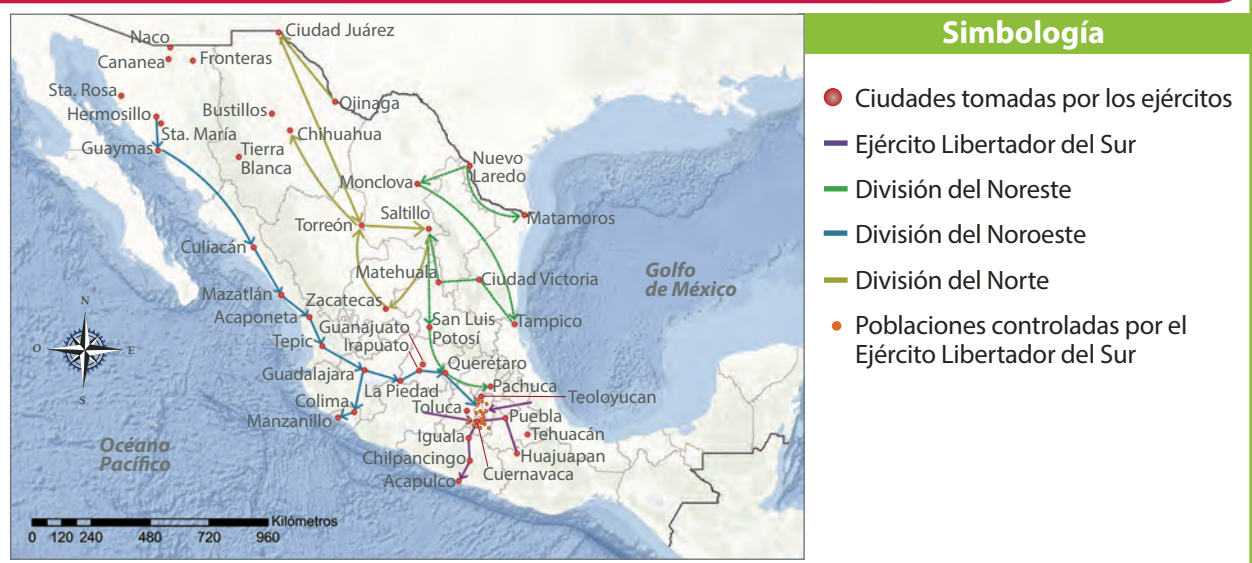 Naco
Ciudad Juárez
Cananea
Fronteras
Sta. Rosa
Bustillos
Ojinaga
Hermosillo
Sta. María
Chihuahua
Guaymas
Tierra
Blanca
Nuevo
Laredo
Monclova
Saltillo
Matamoros
Torreón
Culiacán
Matehuala
Ciudad Victoria
Golfo
de México
Mazatlán
Zacatecas
Acaponeta
Guanajuato
San Luis
Potosí
Tampico
Tepic
Irapuato
Querétaro
Guadalajara
La Piedad
Pachuca
Colima
Toluca
Teoloyucan
Manzanillo
Puebla
Iguala
Tehuacán
Océano
Pacífico
Chilpancingo
Huajuapan
Cuernavaca
Acapulco
N
O
E
S
Kilómetros
0 120 240 480 720 960
Simbología
Ciudades tomadas por los ejércitos
Ejército Libertador del Sur
División del Noreste
División del Noroeste
División del Norte
Poblaciones controladas por el
Ejército Libertador del Sur